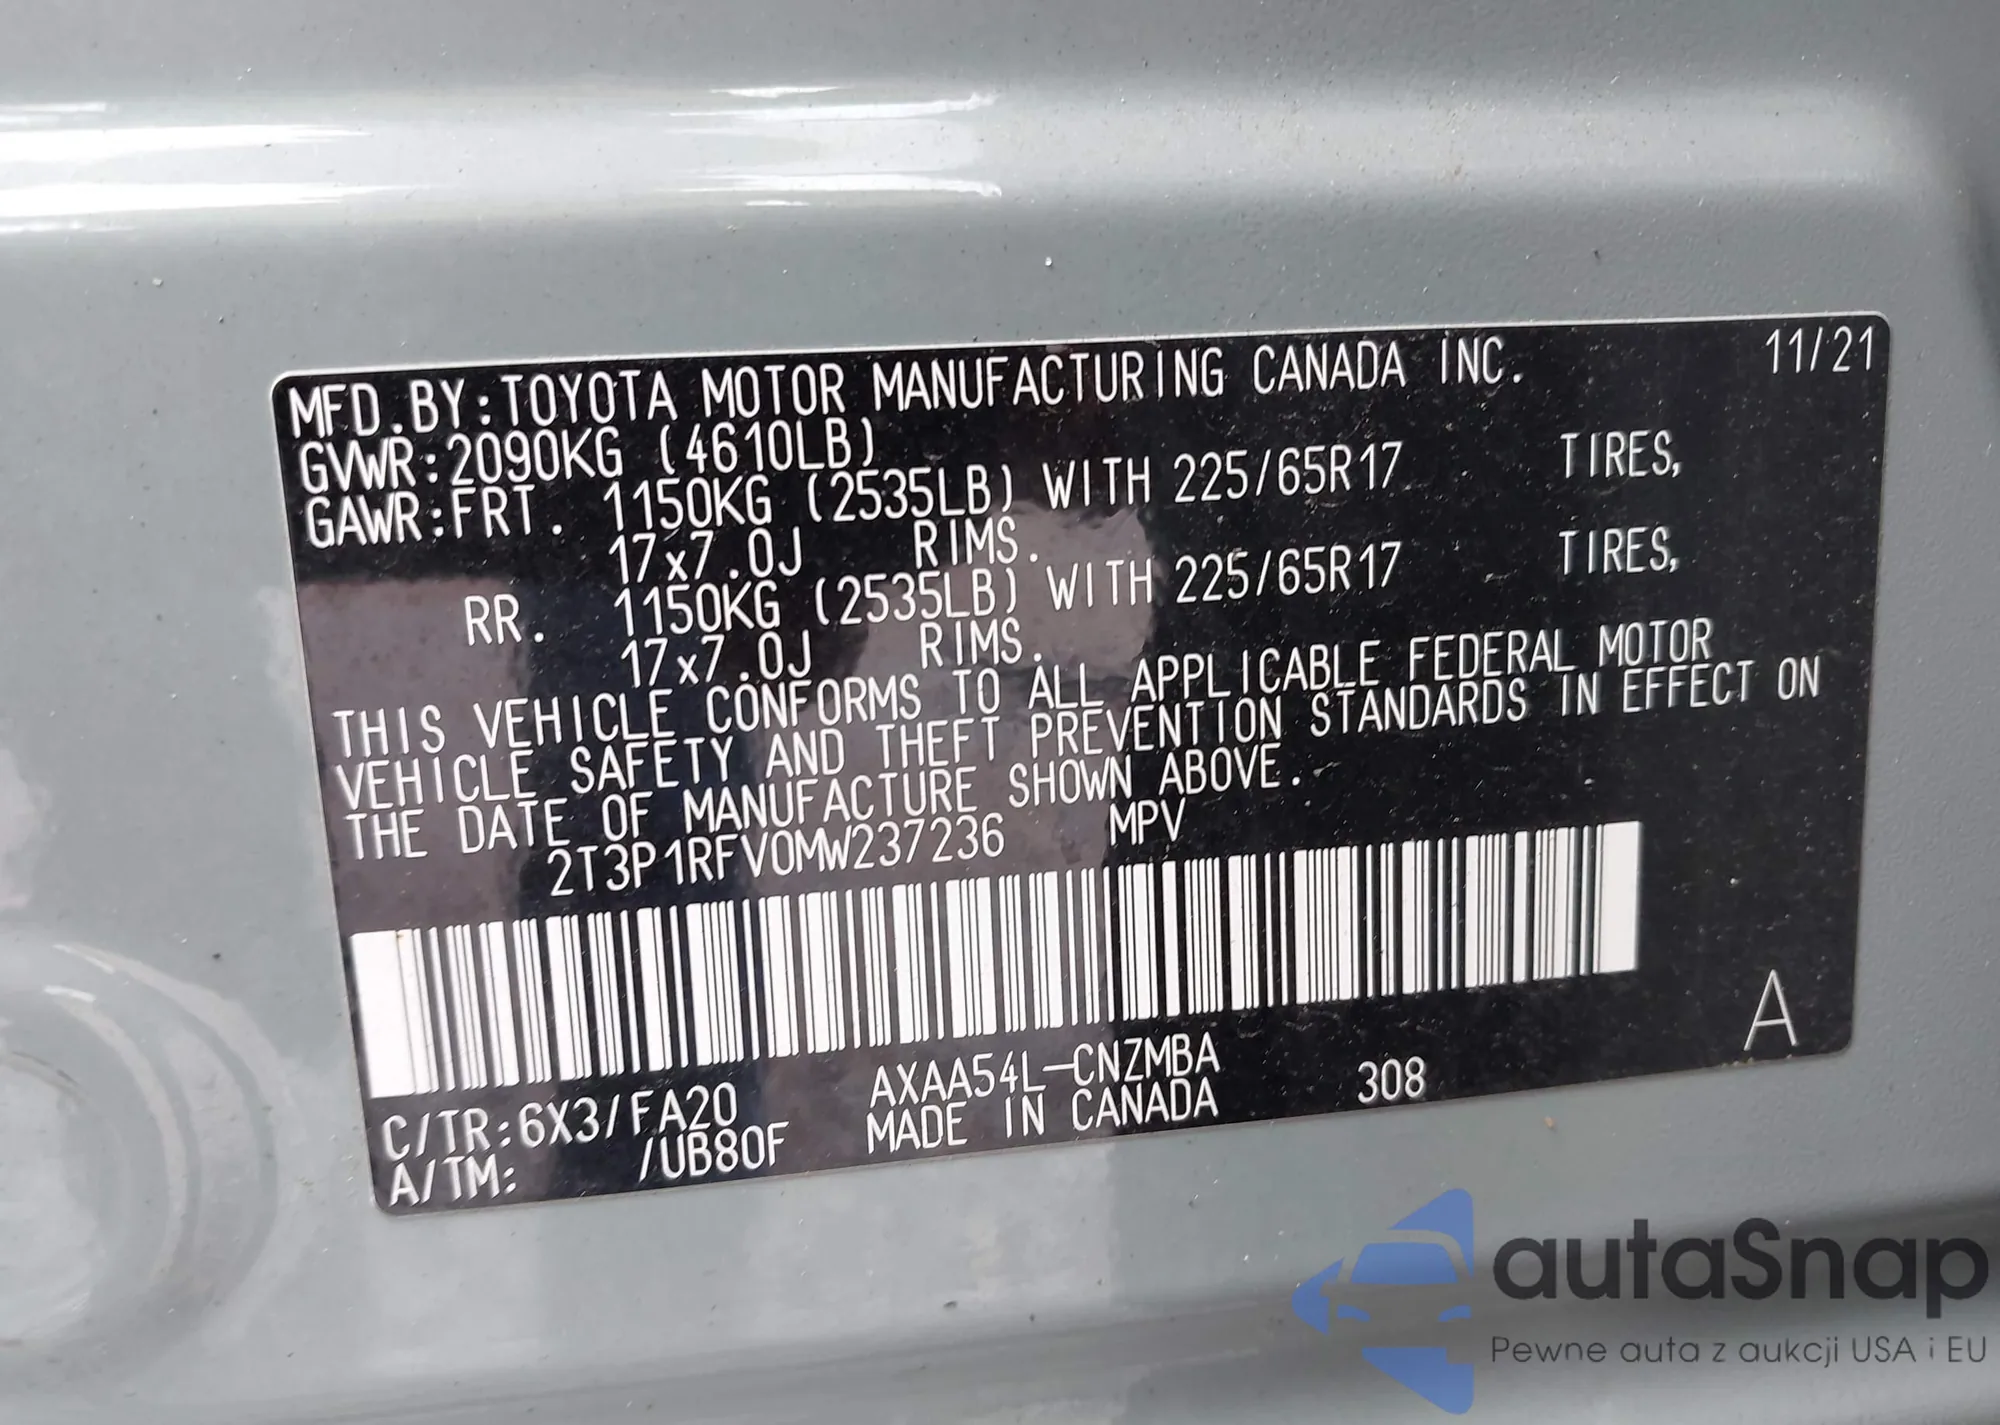 MFD.BY:TOYOTA MOTOR MANUFACTURING CANADA INC. 11/21
GVWR:2090KG (4610LB)
GAWR:FRT. 1150KG (2535LB) WITH 225/65R17 TIRES,
17x7.0J RIMS.
RR. 1150KG (2535LB) WITH 225/65R17 TIRES,
17x7.0J RIMS.
THIS VEHICLE CONFORMS TO ALL APPLICABLE FEDERAL MOTOR
VEHICLE SAFETY AND THEFT PREVENTION STANDARDS IN EFFECT ON
THE DATE OF MANUFACTURE SHOWN ABOVE.
2T3P1RFV0MW237236 MPV
A
C/TR:6X3/FA20 AXAA54L-CNZMBA 308
A/TM: /UB80F MADE IN CANADA
autaSnap
Pewne auta z aukcji USA i EU